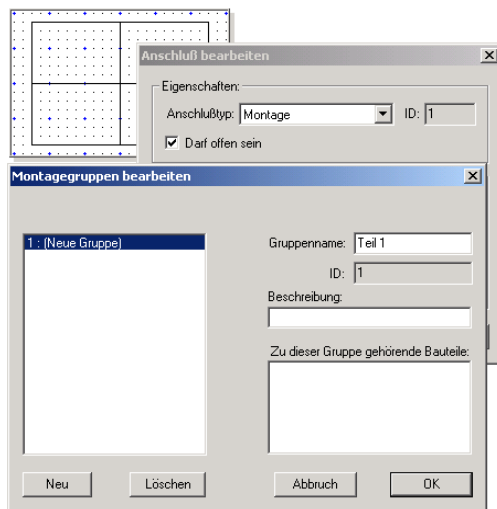 Anschluß bearbeiten
Eigenschaften:
Anschlußtyp: Montage ID: 1
Darf offen sein
Montagegruppen bearbeiten
1 : (Neue Gruppe)
Gruppenname: Teil 1
ID: 1
Beschreibung:
Zu dieser Gruppe gehörende Bauteile:
Neu Löschen Abbruch OK